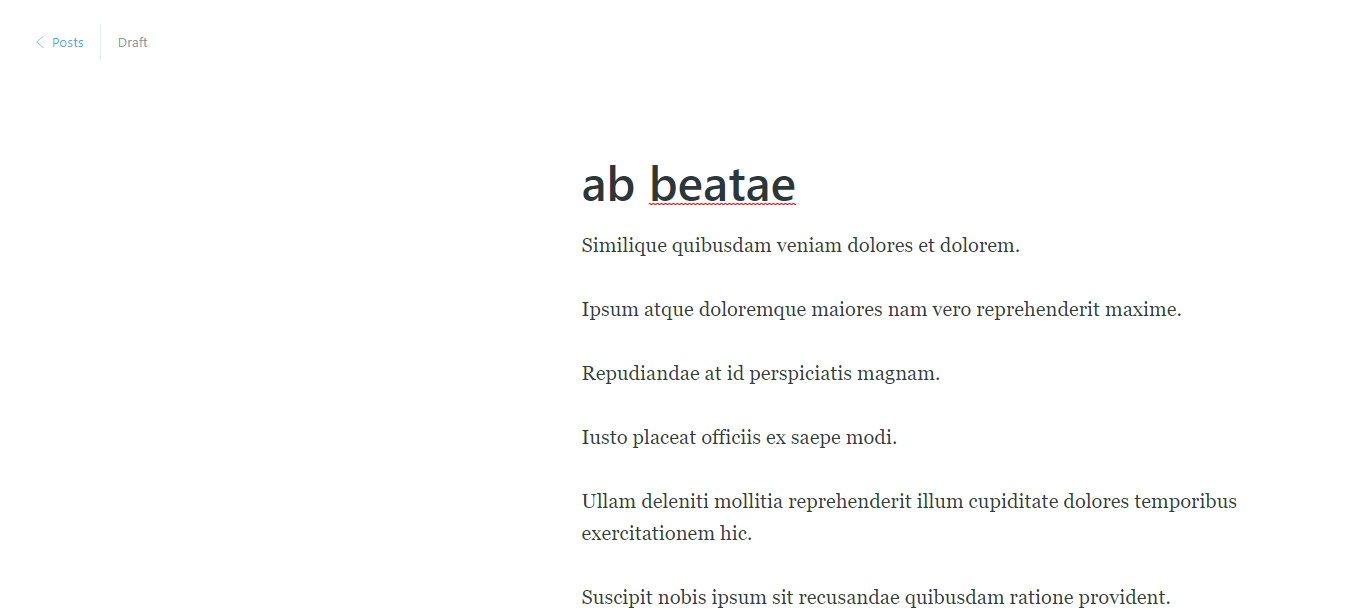 Posts
Draft
ab beatae
Similique quibusdam veniam dolores et dolorem.
Ipsum atque doloremque maiores nam vero reprehenderit maxime.
Repudiandae at id perspiciatis magnam.
Iusto placeat officiis ex saepe modi.
Ullam deleniti mollitia reprehenderit illum cupiditate dolores temporibus
exercitationem hic.
Suscipit nobis ipsum sit recusandae quibusdam ratione provident.